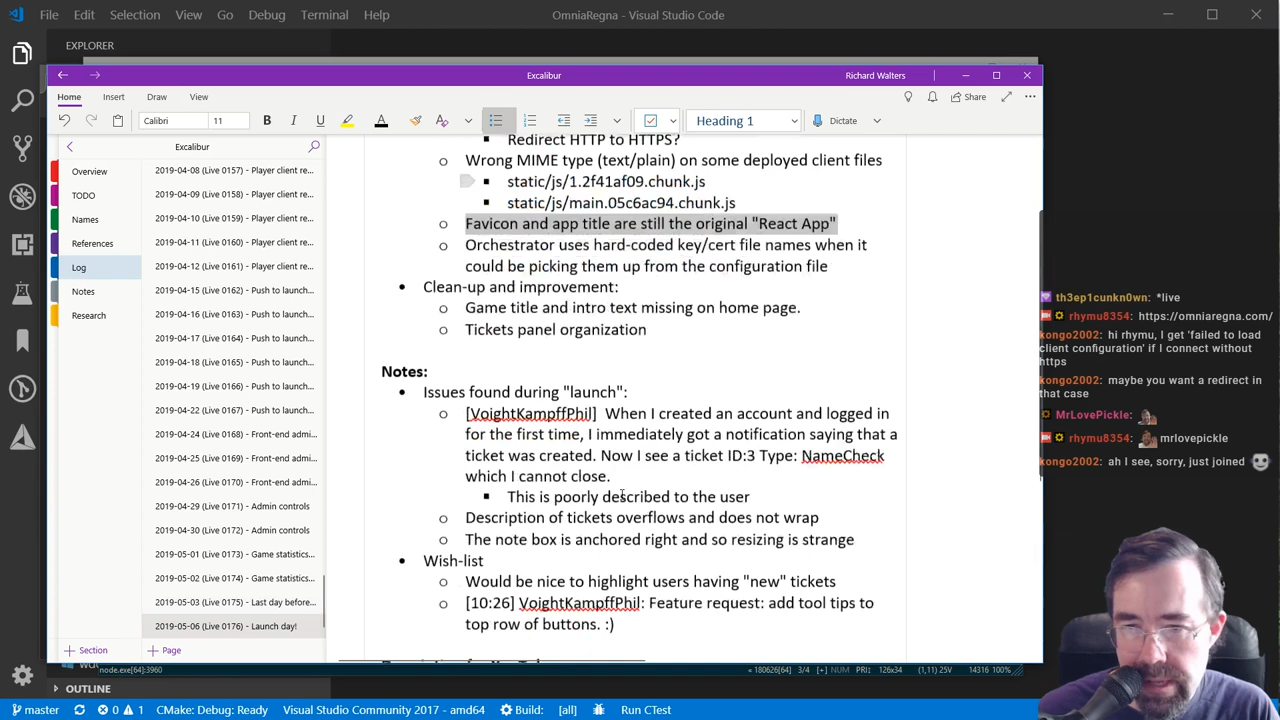 File Edit Selection View Go Debug Terminal Help
OmniaRegna - Visual Studio Code
EXPLORER
Excalibur
Richard Walters
Home Insert Draw View
Share
Calibri 11 B I U A Heading 1 Dictate
Excalibur
Overview
TODO
Names
References
Log
Notes
Research
2019-04-08 (Live 0157) - Player client re...
2019-04-09 (Live 0158) - Player client re...
2019-04-10 (Live 0159) - Player client re...
2019-04-11 (Live 0160) - Player client re...
2019-04-12 (Live 0161) - Player client re...
2019-04-15 (Live 0162) - Push to launch...
2019-04-16 (Live 0163) - Push to launch...
2019-04-17 (Live 0164) - Push to launch...
2019-04-18 (Live 0165) - Push to launch...
2019-04-19 (Live 0166) - Push to launch...
2019-04-22 (Live 0167) - Push to launch...
2019-04-24 (Live 0168) - Front-end admi...
2019-04-25 (Live 0169) - Front-end admi...
2019-04-26 (Live 0170) - Front-end admi...
2019-04-29 (Live 0171) - Admin controls
2019-04-30 (Live 0172) - Admin controls
2019-05-01 (Live 0173) - Game statistics...
2019-05-02 (Live 0174) - Game statistics...
2019-05-03 (Live 0175) - Last day before...
2019-05-06 (Live 0176) - Launch day!
Section
Page
Redirect HTTP to HTTPS?
Wrong MIME type (text/plain) on some deployed client files
static/js/1.2f41af09.chunk.js
static/js/main.05c6ac94.chunk.js
Favicon and app title are still the original "React App"
Orchestrator uses hard-coded key/cert file names when it
could be picking them up from the configuration file
Clean-up and improvement:
Game title and intro text missing on home page.
Tickets panel organization
Notes:
Issues found during "launch":
[VoightKampffPhil] When I created an account and logged in
for the first time, I immediately got a notification saying that a
ticket was created. Now I see a ticket ID:3 Type: NameCheck
which I cannot close.
This is poorly described to the user
Description of tickets overflows and does not wrap
The note box is anchored right and so resizing is strange
Wish-list
Would be nice to highlight users having "new" tickets
[10:26] VoightKampffPhil: Feature request: add tool tips to
top row of buttons. :)
th3ep1cunkn0wn: *live
rhymu8354: https://omniaregna.com/
kongo2002: hi rhymu, I get 'failed to load
client configuration' if I connect without
https
kongo2002: maybe you want a redirect in
that case
MrLovePickle:
rhymu8354: mrlovepickle
kongo2002: ah I see, sorry, just joined
node.exe[64]:3960
« 180626[64] 3/4 [+] NUM PRI: 126x34 (1,11) 25V 14316 100%
OUTLINE
master 0 1 CMake: Debug: Ready Visual Studio Community 2017 - amd64 Build: [all] Run CTest